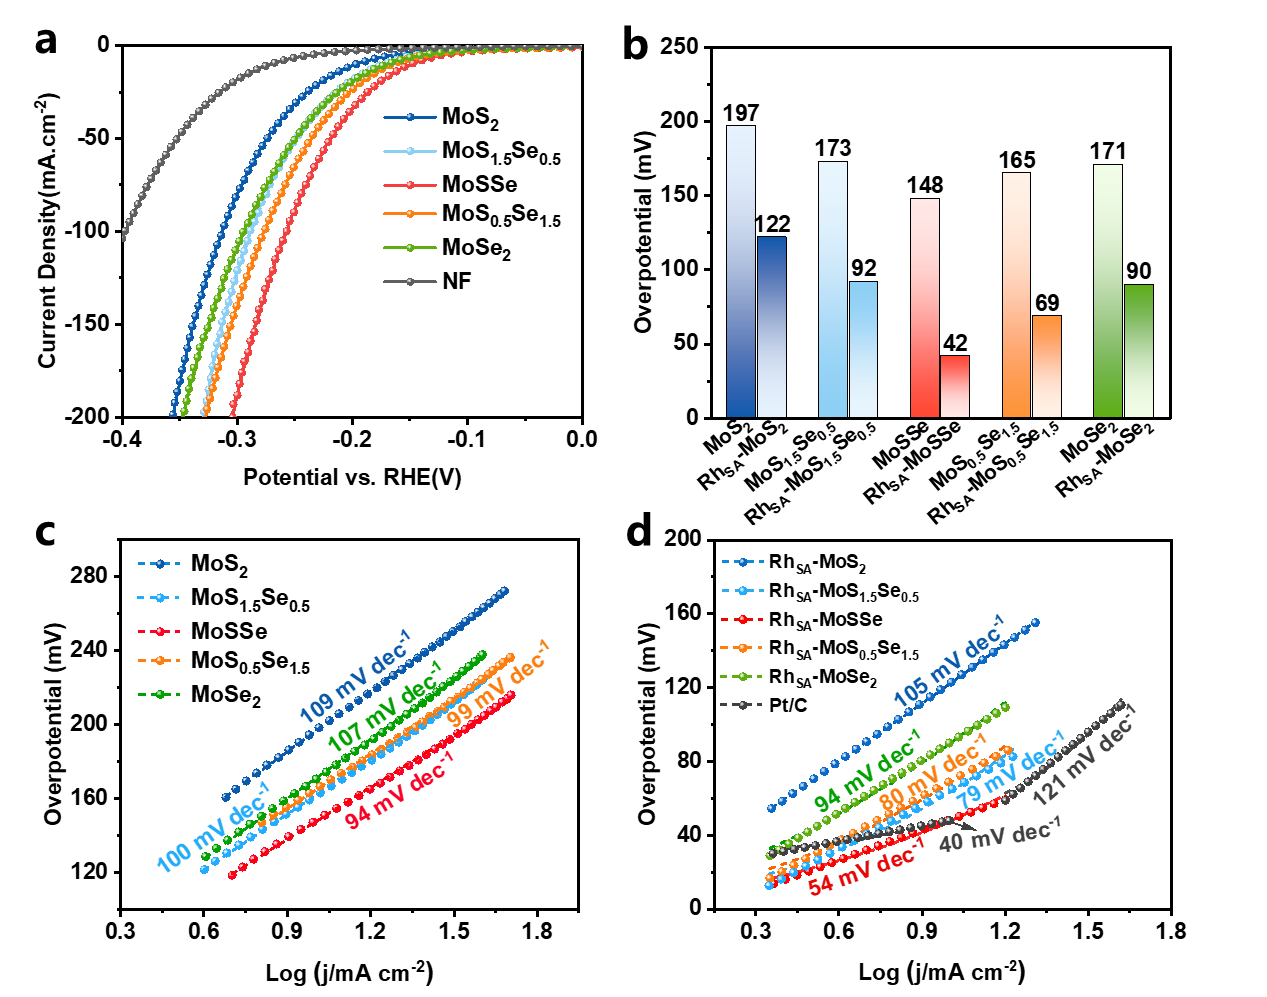 a
0
-50
-100
-150
-200
-0.4
-0.3
-0.2
-0.1
0.0
Current Density(mA.cm-2)
Potential vs. RHE(V)
MoS2
MoS1.5Se0.5
MoSSe
MoS0.5Se1.5
MoSe2
NF
b
250
200
150
100
50
0
Overpotential (mV)
197
122
173
92
148
42
165
69
171
90
MoS2
RhSA-MoS2
MoS1.5Se0.5
RhSA-MoS1.5Se0.5
MoSSe
RhSA-MoSSe
MoS0.5Se1.5
RhSA-MoS0.5Se1.5
MoSe2
RhSA-MoSe2
c
280
240
200
160
120
0.3
0.6
0.9
1.2
1.5
1.8
Overpotential (mV)
Log (j/mA cm-2)
MoS2
MoS1.5Se0.5
MoSSe
MoS0.5Se1.5
MoSe2
109 mV dec-1
107 mV dec-1
99 mV dec-1
100 mV dec-1
94 mV dec-1
d
200
160
120
80
40
0
0.3
0.6
0.9
1.2
1.5
1.8
Overpotential (mV)
Log (j/mA cm-2)
RhSA-MoS2
RhSA-MoS1.5Se0.5
RhSA-MoSSe
RhSA-MoS0.5Se1.5
RhSA-MoSe2
Pt/C
105 mV dec-1
94 mV dec-1
80 mV dec-1
79 mV dec-1
121 mV dec-1
40 mV dec-1
54 mV dec-1